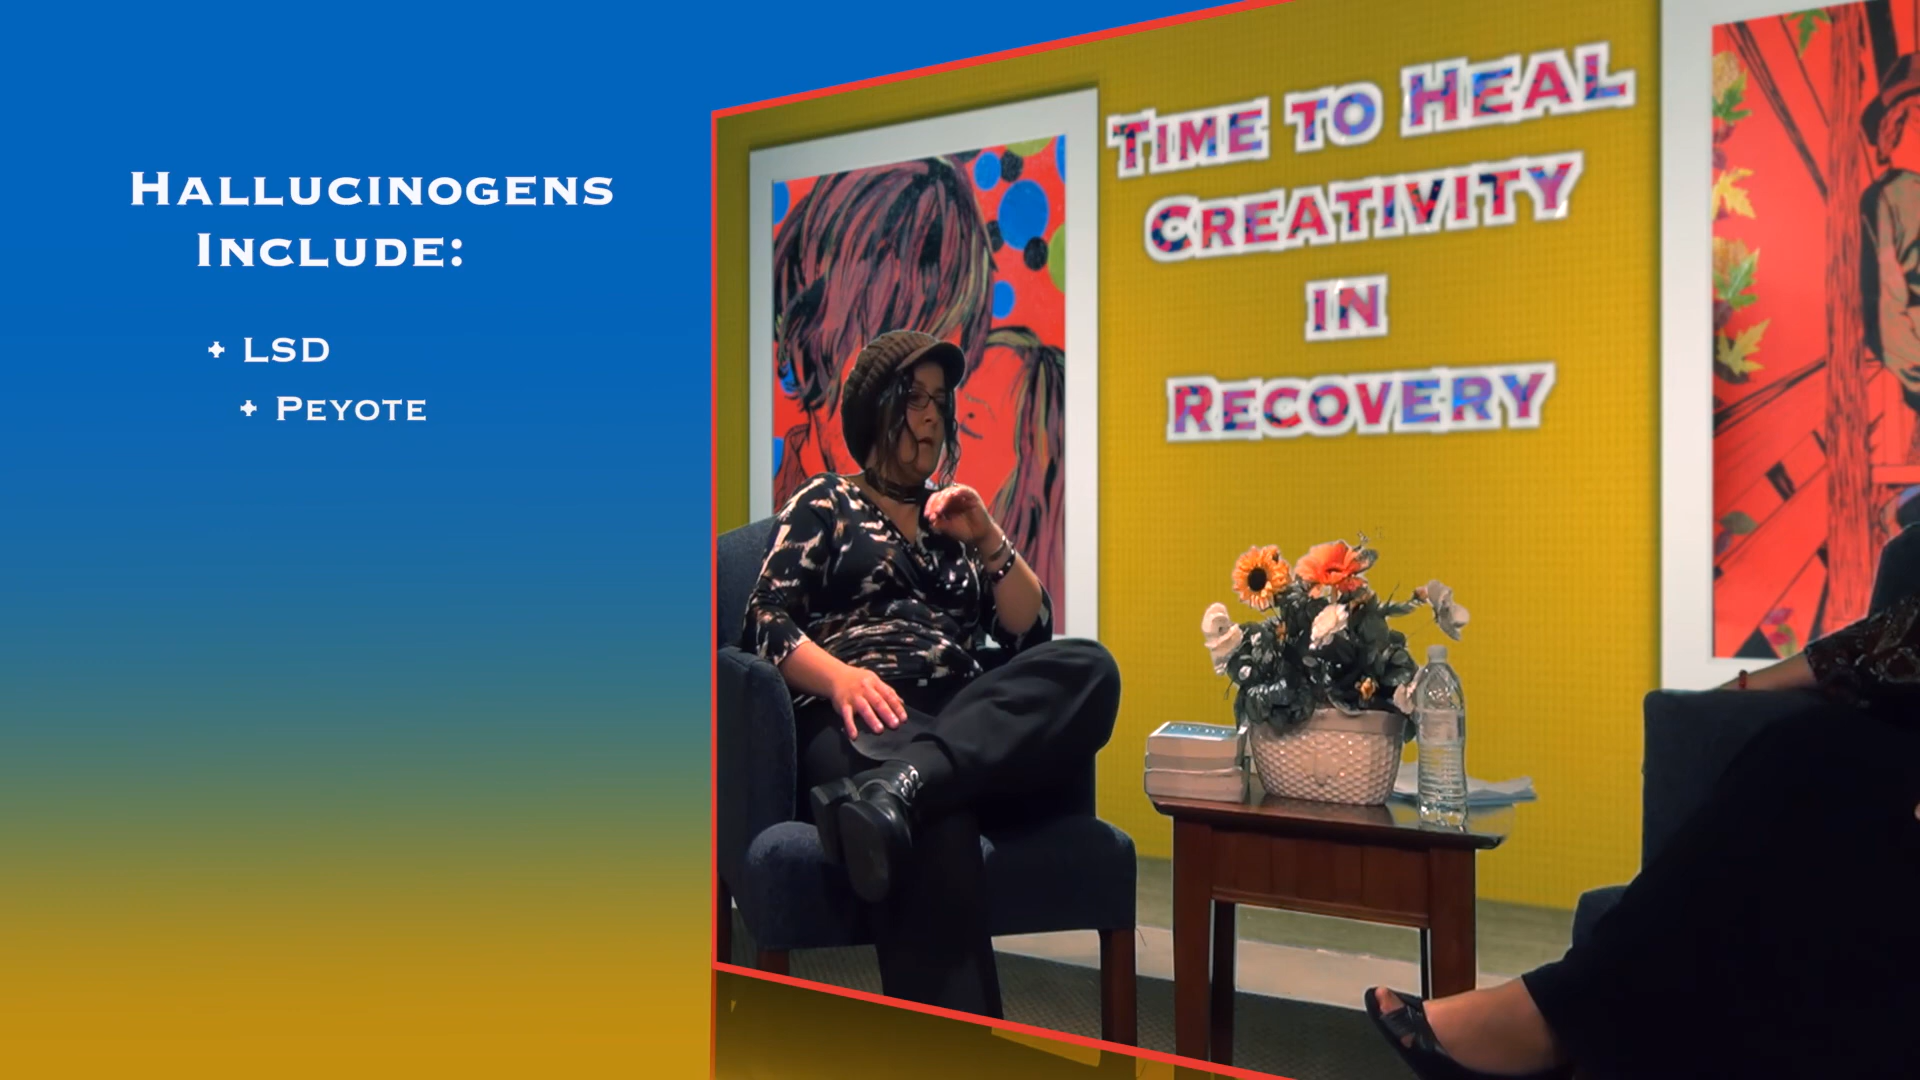 Hallucinogens
Include:
LSD
Peyote
Time to Heal
Creativity
in
Recovery